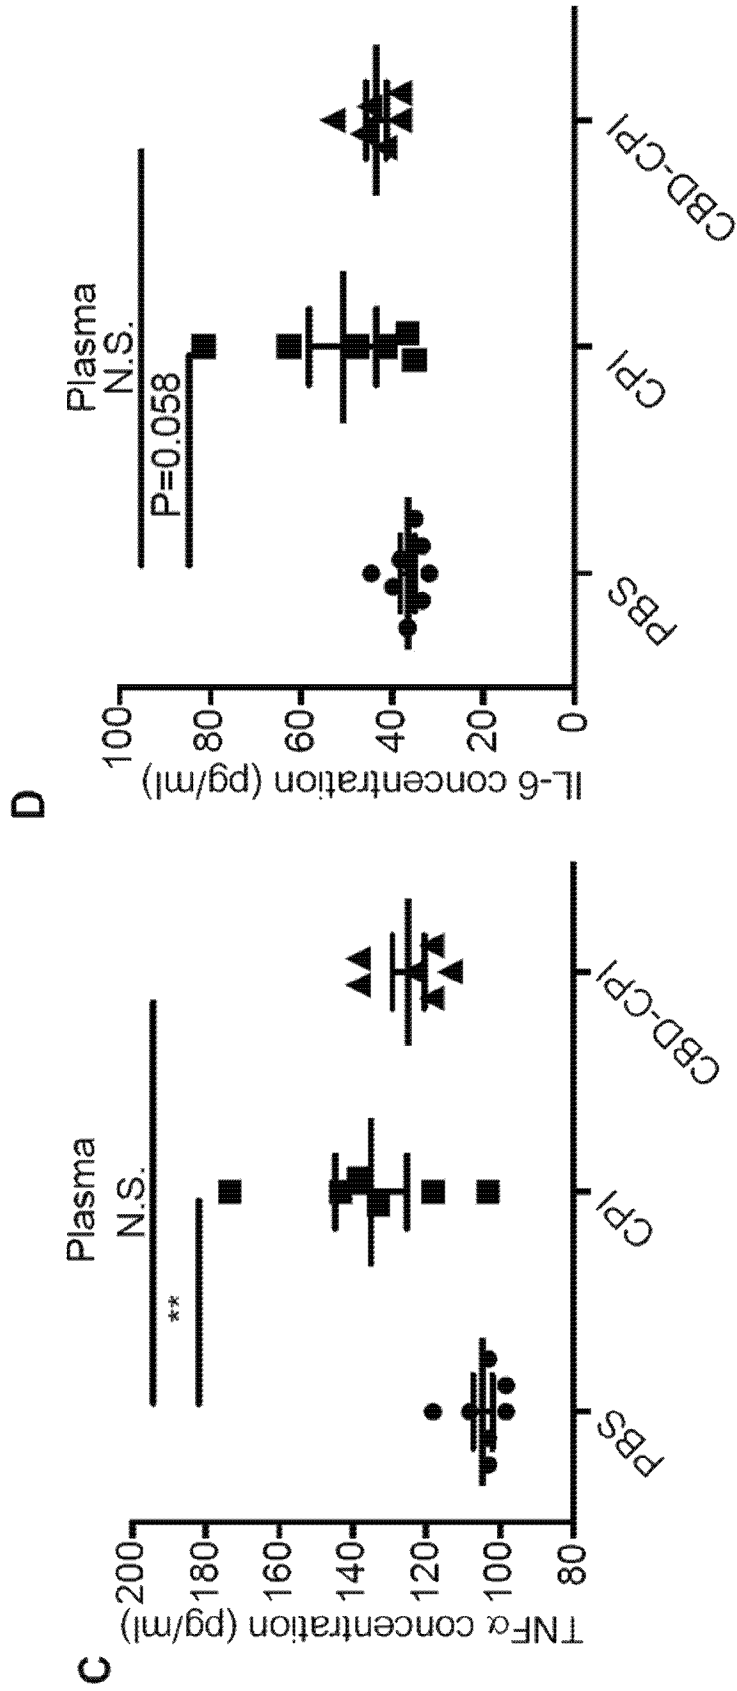 C
Plasma
N.S.
**
TNFα concentration (pg/ml)
200
180
160
140
120
100
80
PBS
CPI
CBD-CPI
D
Plasma
N.S.
P=0.058
IL-6 concentration (pg/ml)
100
80
60
40
20
0
PBS
CPI
CBD-CPI